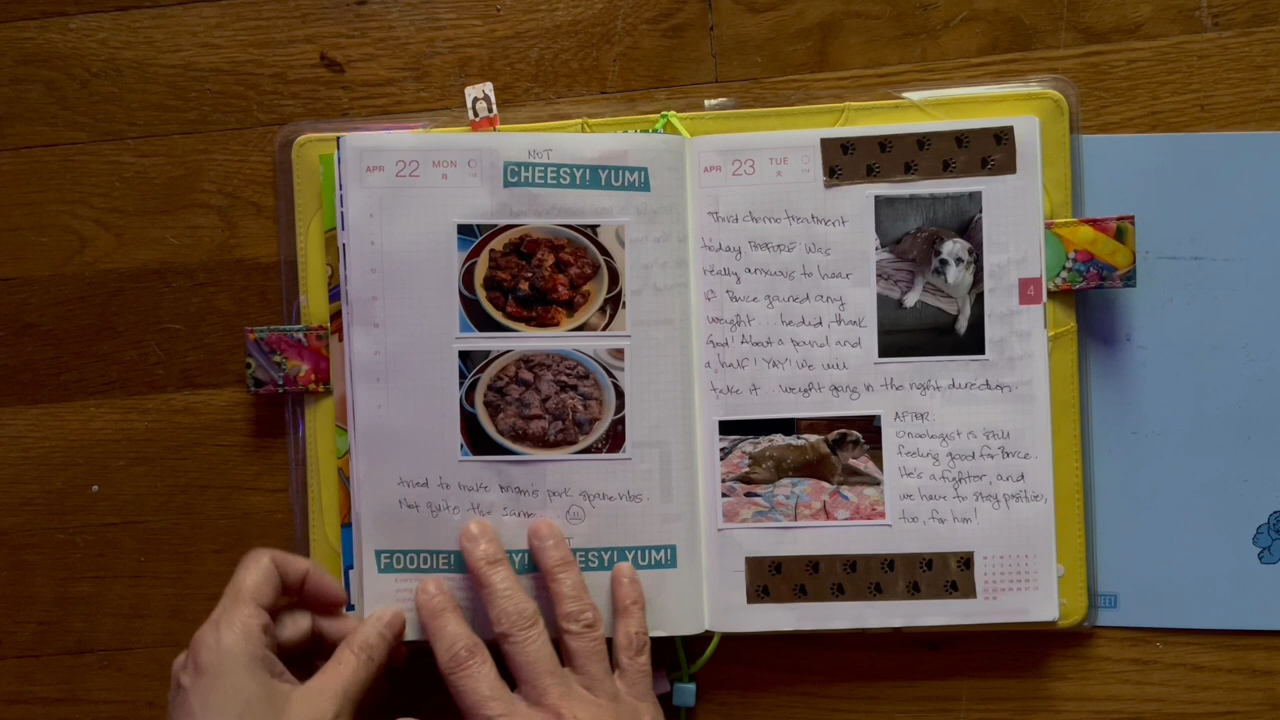 APR 22 MON
月
NOT
CHEESY! YUM!
tried to make mom's pork spareribs.
Not quite the same...
FOODIE!
YUM!
APR 23 TUE
火
Third chemo treatment
today. BEFORE: Was
really anxious to hear
if Bruce gained any
weight... he did, thank
God! About a pound and
a half! YAY! We will
take it... weight going in the right direction.
4
AFTER:
Oncologist is still
feeling good for Bruce.
He's a fighter, and
we have to stay positive,
too, for him!